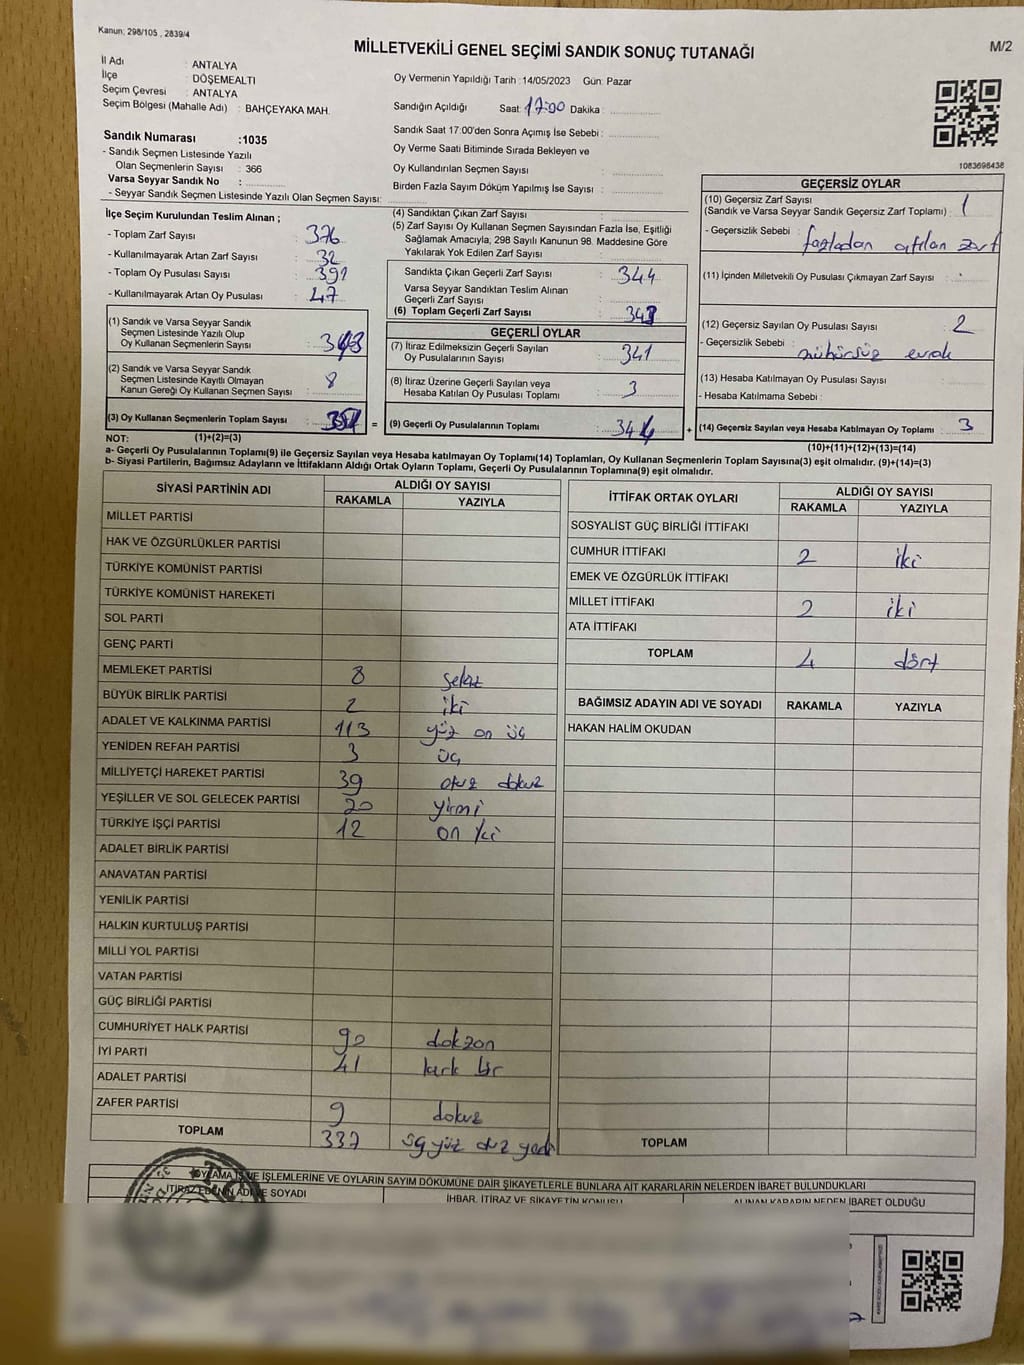 Kanun; 298/105 , 2839/4
M/2
MİLLETVEKİLİ GENEL SEÇİMİ SANDIK SONUÇ TUTANAĞI
İl Adı : ANTALYA
İlçe : DÖŞEMEALTI
Seçim Çevresi : ANTALYA
Seçim Bölgesi (Mahalle Adı) : BAHÇEYAKA MAH.
Sandık Numarası :1035
- Sandık Seçmen Listesinde Yazılı
Olan Seçmenlerin Sayısı : 366
Varsa Seyyar Sandık No :
- Seyyar Sandık Seçmen Listesinde Yazılı Olan Seçmen Sayısı:
Oy Vermenin Yapıldığı Tarih :14/05/2023 Gün: Pazar
Sandığın Açıldığı Saat: 17:00 Dakika :
Sandık Saat 17:00'den Sonra Açımış İse Sebebi :
Oy Verme Saati Bitiminde Sırada Bekleyen ve
Oy Kullandırılan Seçmen Sayısı :
Birden Fazla Sayım Döküm Yapılmış İse Sayısı :
1083698438
İlçe Seçim Kurulundan Teslim Alınan ;
- Toplam Zarf Sayısı : 376
- Kullanılmayarak Artan Zarf Sayısı : 32
- Toplam Oy Pusulası Sayısı : 391
- Kullanılmayarak Artan Oy Pusulası : 47
(1) Sandık ve Varsa Seyyar Sandık
Seçmen Listesinde Yazılı Olup
Oy Kullanan Seçmenlerin Sayısı :
(2) Sandık ve Varsa Seyyar Sandık
Seçmen Listesinde Kayıtlı Olmayan
Kanun Gereği Oy Kullanan Seçmen Sayısı : 8
(3) Oy Kullanan Seçmenlerin Toplam Sayısı :
(4) Sandıktan Çıkan Zarf Sayısı :
(5) Zarf Sayısı Oy Kullanan Seçmen Sayısından Fazla İse, Eşitliği
Sağlamak Amacıyla; 298 Sayılı Kanunun 98. Maddesine Göre
Yakılarak Yok Edilen Zarf Sayısı :
Sandıkta Çıkan Geçerli Zarf Sayısı : 344
Varsa Seyyar Sandıktan Teslim Alınan
Geçerli Zarf Sayısı :
(6) Toplam Geçerli Zarf Sayısı :
GEÇERLİ OYLAR
(7) İtiraz Edilmeksizin Geçerli Sayılan
Oy Pusulalarının Sayısı : 341
(8) İtiraz Üzerine Geçerli Sayılan veya
Hesaba Katılan Oy Pusulası Toplamı : 3
= (9) Geçerli Oy Pusulalarının Toplamı : 344
GEÇERSİZ OYLAR
(10) Geçersiz Zarf Sayısı : 1
(Sandık ve Varsa Seyyar Sandık Geçersiz Zarf Toplamı)
- Geçersizlik Sebebi : fazladan atılan zarf
(11) İçinden Milletvekili Oy Pusulası Çıkmayan Zarf Sayısı :
(12) Geçersiz Sayılan Oy Pusulası Sayısı : 2
- Geçersizlik Sebebi : mühürsüz evrak
(13) Hesaba Katılmayan Oy Pusulası Sayısı :
- Hesaba Katılmama Sebebi :
+ (14) Geçersiz Sayılan veya Hesaba Katılmayan Oy Toplamı : 3
NOT: (1)+(2)=(3)
(10)+(11)+(12)+(13)=(14)
a- Geçerli Oy Pusulalarının Toplamı(9) ile Geçersiz Sayılan veya Hesaba katılmayan Oy Toplamı(14) Toplamları, Oy Kullanan Seçmenlerin Toplam Sayısına(3) eşit olmalıdır. (9)+(14)=(3)
b- Siyasi Partilerin, Bağımsız Adayların ve İttifakların Aldığı Ortak Oyların Toplamı, Geçerli Oy Pusulalarının Toplamına(9) eşit olmalıdır.
SİYASİ PARTİNİN ADI ALDIĞI OY SAYISI
RAKAMLA YAZIYLA
MİLLET PARTİSİ
HAK VE ÖZGÜRLÜKLER PARTİSİ
TÜRKİYE KOMÜNİST PARTİSİ
TÜRKİYE KOMÜNİST HAREKETİ
SOL PARTİ
GENÇ PARTİ
MEMLEKET PARTİSİ 8 sekiz
BÜYÜK BİRLİK PARTİSİ 2 iki
ADALET VE KALKINMA PARTİSİ 113 yüz on üç
YENİDEN REFAH PARTİSİ 3 üç
MİLLİYETÇİ HAREKET PARTİSİ 39 otuz dokuz
YEŞİLLER VE SOL GELECEK PARTİSİ 20 yirmi
TÜRKİYE İŞÇİ PARTİSİ 12 on iki
ADALET BİRLİK PARTİSİ
ANAVATAN PARTİSİ
YENİLİK PARTİSİ
HALKIN KURTULUŞ PARTİSİ
MİLLİ YOL PARTİSİ
VATAN PARTİSİ
GÜÇ BİRLİĞİ PARTİSİ
CUMHURİYET HALK PARTİSİ 90 dokzon
İYİ PARTİ 41 kırk bir
ADALET PARTİSİ
ZAFER PARTİSİ 9 dokuz
TOPLAM 337 üç yüz otuz yedi
İTTİFAK ORTAK OYLARI ALDIĞI OY SAYISI
RAKAMLA YAZIYLA
SOSYALİST GÜÇ BİRLİĞİ İTTİFAKI
CUMHUR İTTİFAKI 2 iki
EMEK VE ÖZGÜRLÜK İTTİFAKI
MİLLET İTTİFAKI 2 iki
ATA İTTİFAKI
TOPLAM 4 dört
BAĞIMSIZ ADAYIN ADI VE SOYADI RAKAMLA YAZIYLA
HAKAN HALİM OKUDAN
TOPLAM
OYLAMA İŞ VE İŞLEMLERİNE VE OYLARIN SAYIM DÖKÜMÜNE DAİR ŞİKAYETLERLE BUNLARA AİT KARARLARIN NELERDEN İBARET BULUNDUKLARI
İTİRAZ EDENİN ADI VE SOYADI İHBAR, İTİRAZ VE ŞİKAYETİN KONUSU ALINAN KARARIN NEDEN İBARET OLDUĞU